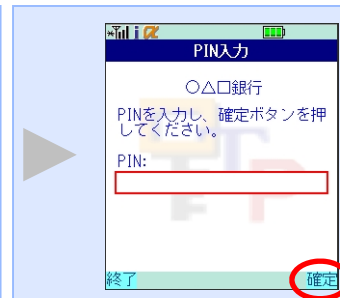 i α
PIN入力
○△□銀行
PINを入力し、確定ボタンを押
してください。
PIN:
終了 確定